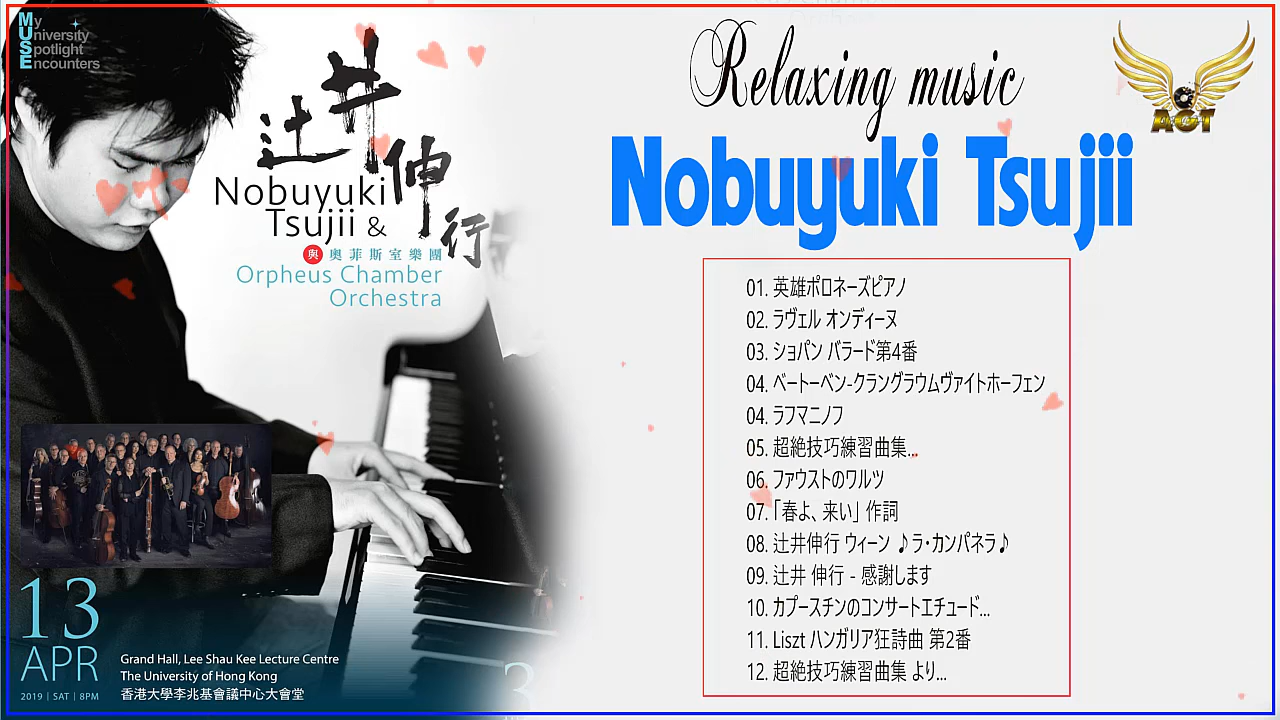 My
University
Spotlight
Encounters
辻井伸行
Nobuyuki
Tsujii &
與 奧菲斯室樂團
Orpheus Chamber
Orchestra
13
APR
2019 | SAT | 8PM
Grand Hall, Lee Shau Kee Lecture Centre
The University of Hong Kong
香港大學李兆基會議中心大會堂
3
Relaxing music
ACT
Nobuyuki Tsujii
01. 英雄ポロネーズピアノ
02. ラヴェル オンディーヌ
03. ショパン バラード第4番
04. ベートーベン-クラングラウムヴァイトホーフェン
04. ラフマニノフ
05. 超絶技巧練習曲集...
06. ファウストのワルツ
07. 「春よ、来い」 作詞
08. 辻井伸行 ウィーン ♪ラ・カンパネラ♪
09. 辻井 伸行 - 感謝します
10. カプースチンのコンサートエチュード...
11. Liszt ハンガリア狂詩曲 第2番
12. 超絶技巧練習曲集 より...